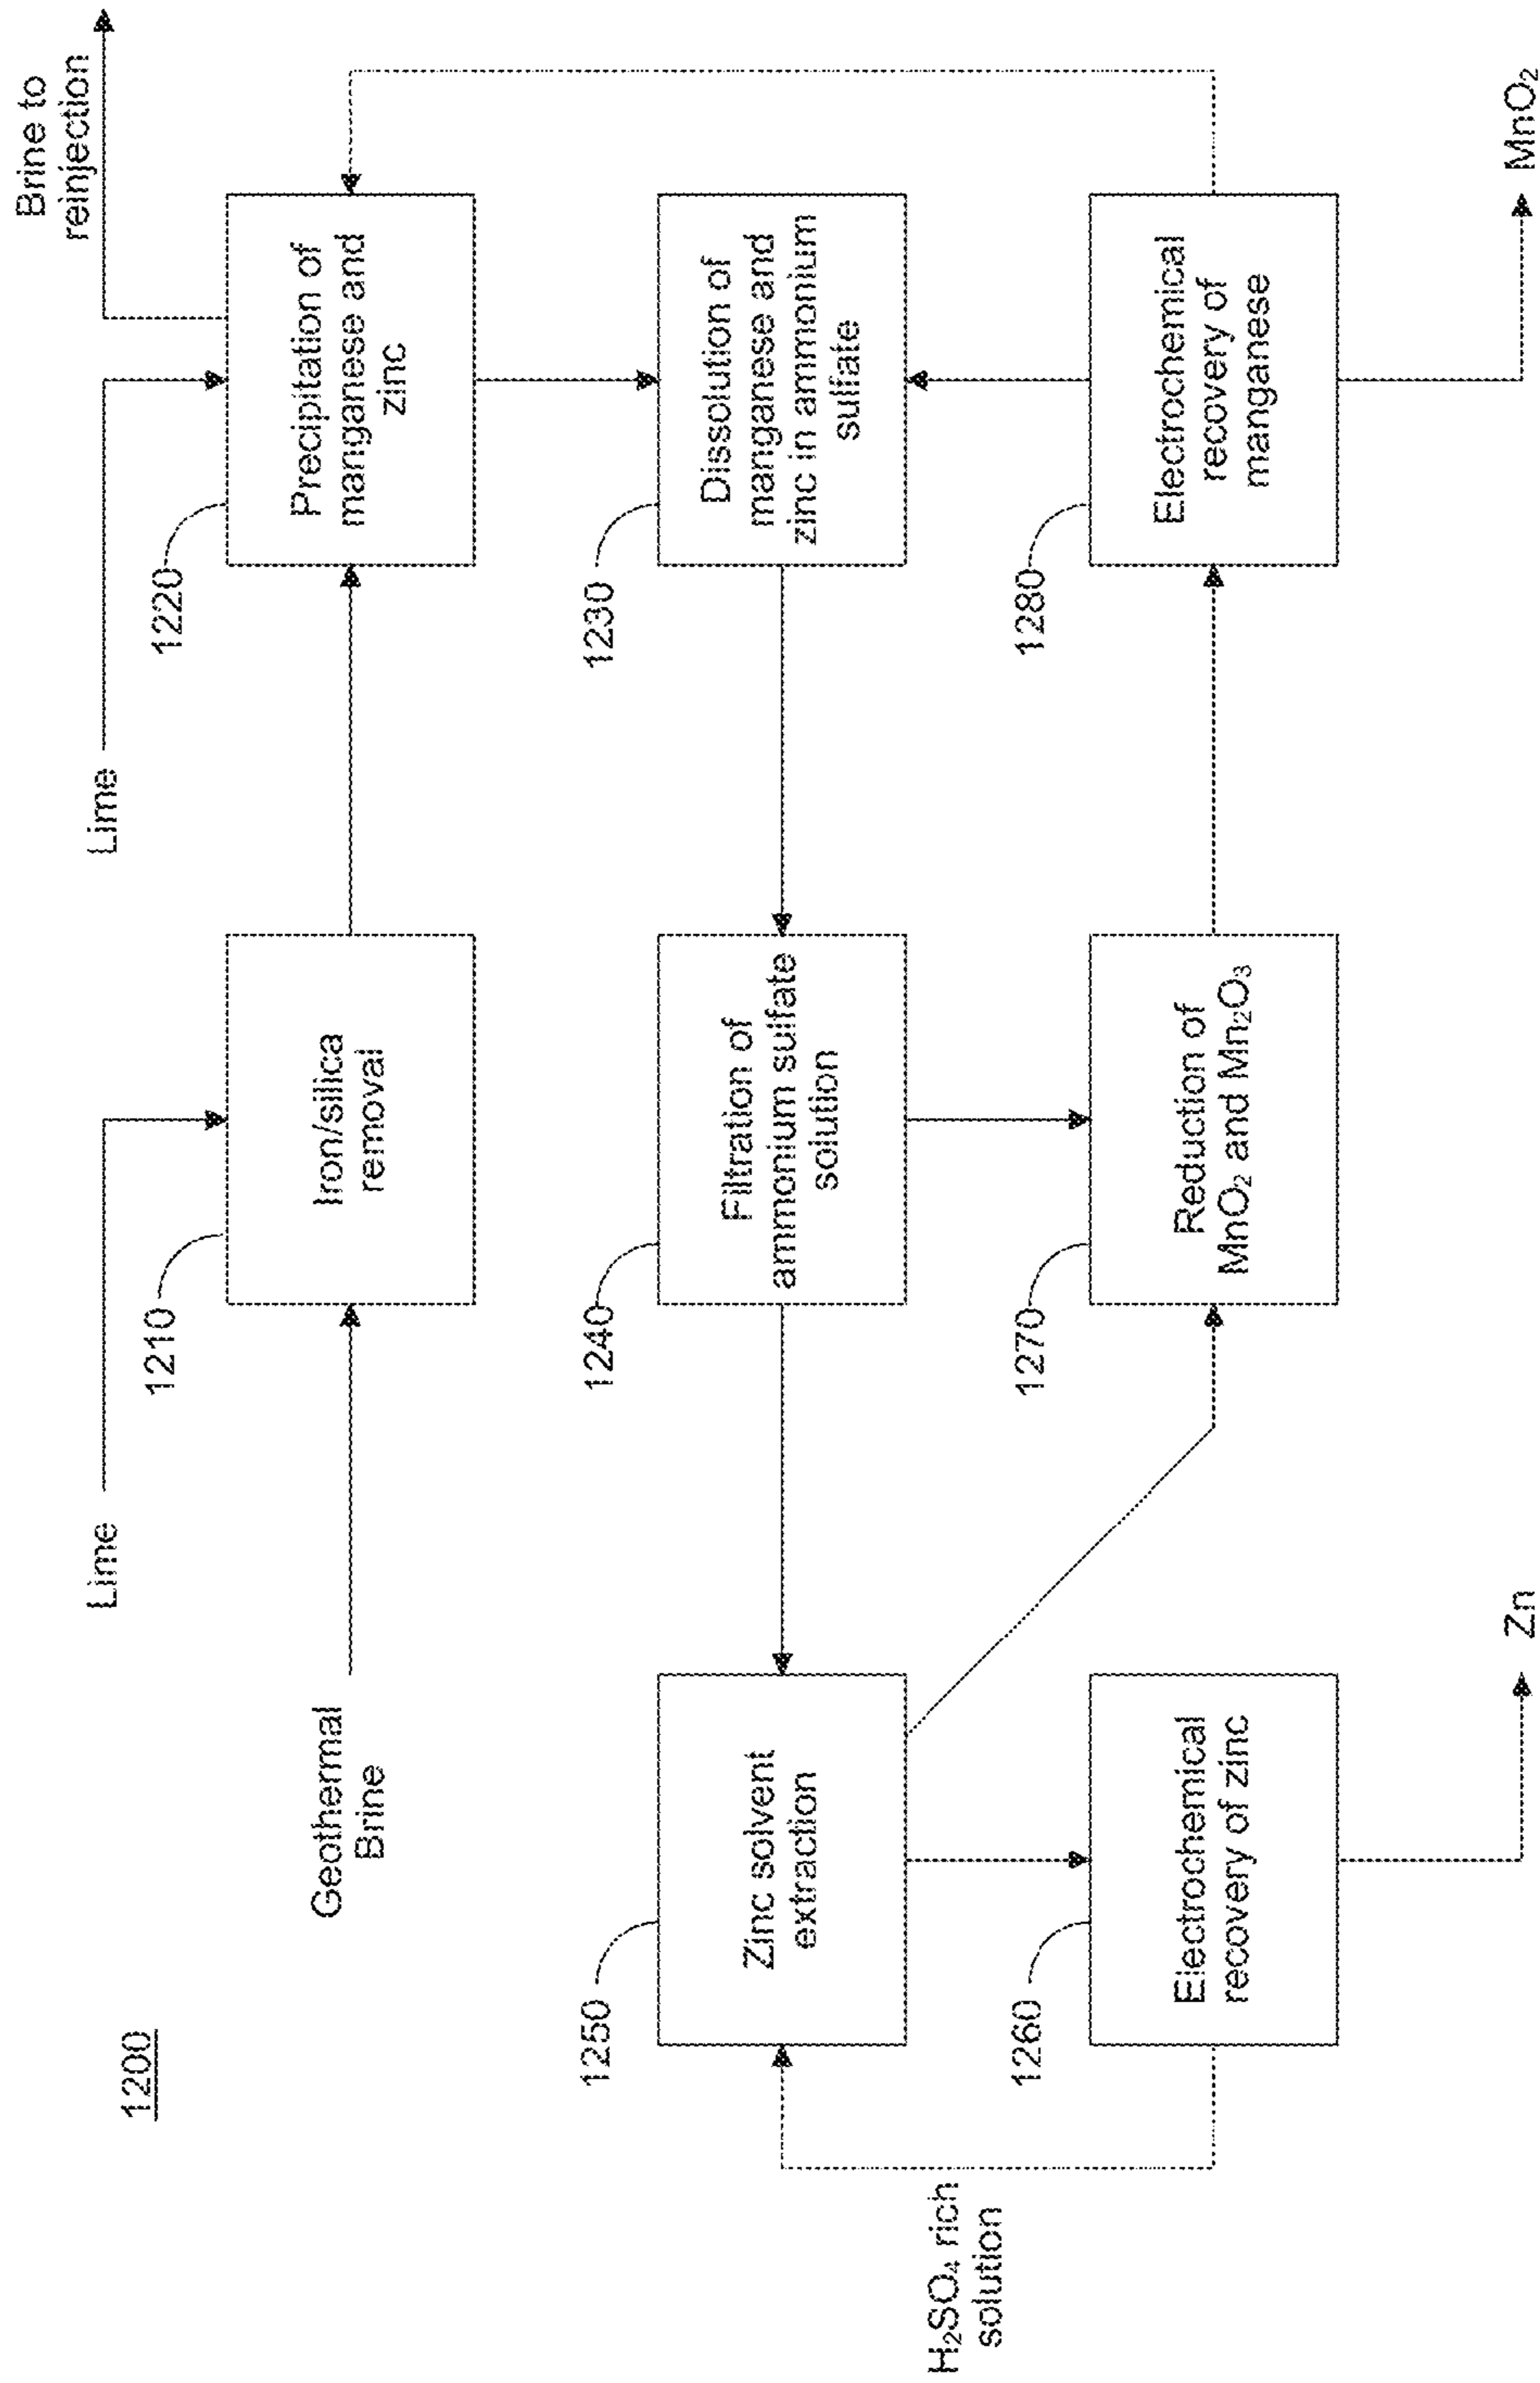 1200
Lime
Lime
Brine to
reinjection
Geothermal
Brine
1210
Iron/silica
removal
1220
Precipitation of
manganese and
zinc
1250
Zinc solvent
extraction
1240
Filtration of
ammonium sulfate
solution
1230
Dissolution of
manganese and
zinc in ammonium
sulfate
H₂SO₄ rich
solution
1260
Electrochemical
recovery of zinc
1270
Reduction of
MnO₂ and Mn₂O₃
1280
Electrochemical
recovery of
manganese
Zn
MnO₂